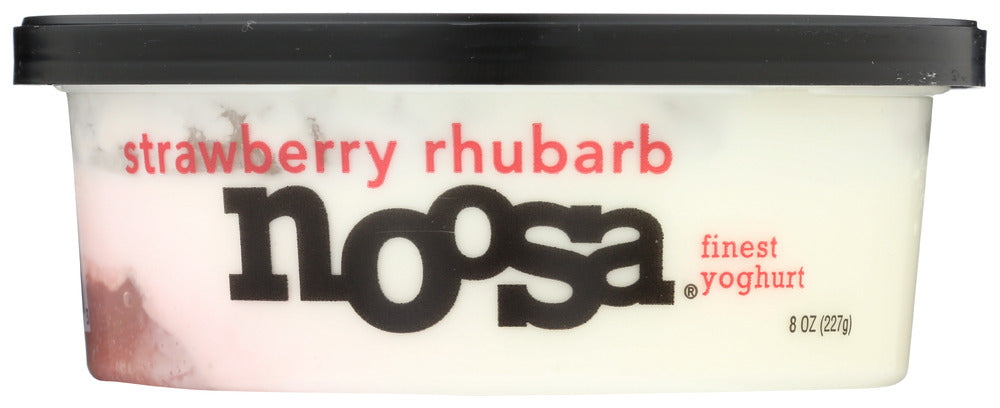 strawberry rhubarb
noosa®
finest
yoghurt
8 OZ (227g)